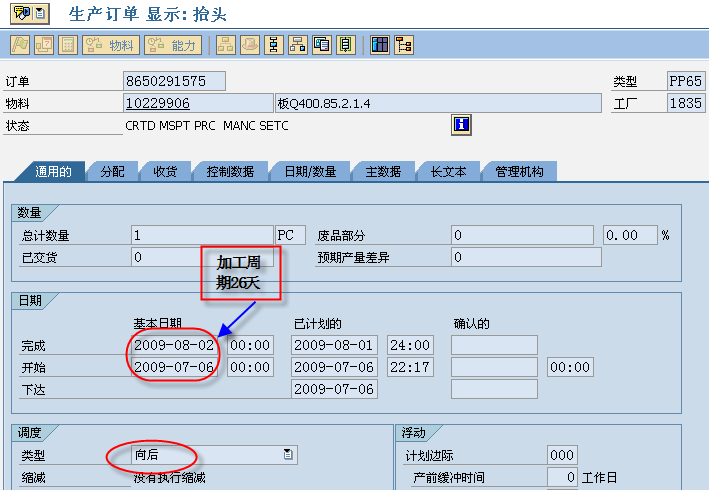 生产订单 显示: 抬头
物料 能力
订单 8650291575 类型 PP65
物料 10229906 板Q400.85.2.1.4 工厂 1835
状态 CRTD MSPT PRC MANC SETC
通用的 分配 收货 控制数据 日期/数量 主数据 长文本 管理机构
数量
总计数量 1 PC 废品部分 0 0.00 %
已交货 0 预期产量差异 0
加工周
期26天
日期
基本日期 已计划的 确认的
完成 2009-08-02 00:00 2009-08-01 24:00
开始 2009-07-06 00:00 2009-07-06 22:17 00:00
下达 2009-07-06
调度 浮动
类型 向后 计划边际 000
缩减 没有执行缩减 产前缓冲时间 0 工作日